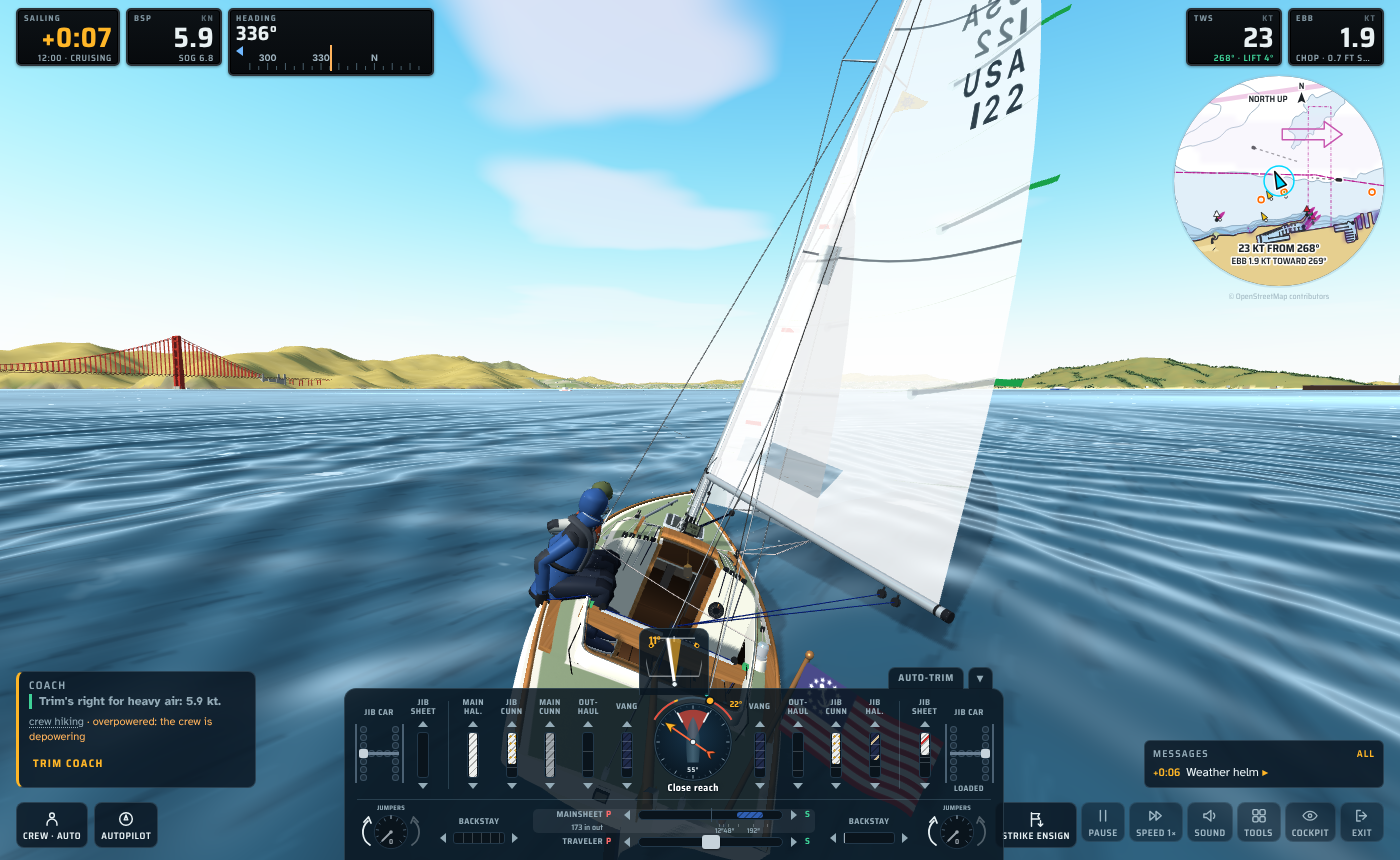 SAILING
+0:07
12:00 · CRUISING
BSP KN
5.9
SOG 6.8
HEADING
336°
300 330 N
TWS KT
23
268° · LIFT 4°
EBB KT
1.9
CHOP · 0.7 FT S...
USA
122
USA
122
N
NORTH UP
23 KT FROM 268°
EBB 1.9 KT TOWARD 269°
© OpenStreetMap contributors
COACH
Trim's right for heavy air: 5.9 kt.
crew hiking · overpowered: the crew is
depowering
TRIM COACH
CREW · AUTO
AUTOPILOT
11°
AUTO-TRIM
▼
JIB CAR
JIB SHEET
MAIN HAL.
JIB CUNN
MAIN CUNN
OUT-HAUL
VANG
22°
55°
Close reach
VANG
OUT-HAUL
JIB CUNN
JIB HAL.
JIB SHEET
JIB CAR
LOADED
JUMPERS
0
BACKSTAY
MAINSHEET P
173 in out
S
12°48° 192°
TRAVELER P
S
BACKSTAY
JUMPERS
0
MESSAGES ALL
+0:06 Weather helm ▸
STRIKE ENSIGN
PAUSE
SPEED 1×
SOUND
TOOLS
COCKPIT
EXIT